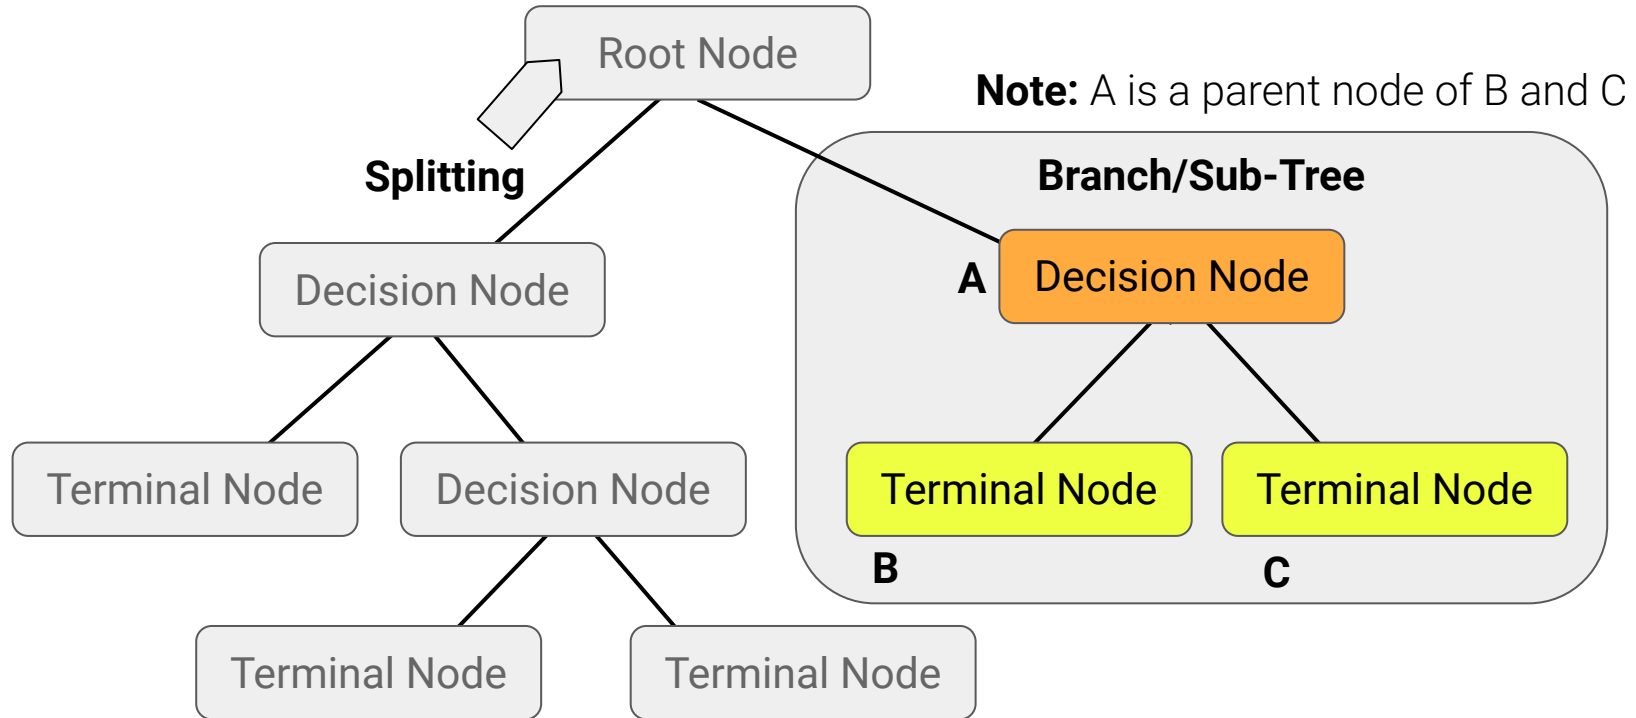 Root Node
Note: A is a parent node of B and C
Splitting
Branch/Sub-Tree
Decision Node
A
Decision Node
Terminal Node
Decision Node
Terminal Node
Terminal Node
B
C
Terminal Node
Terminal Node